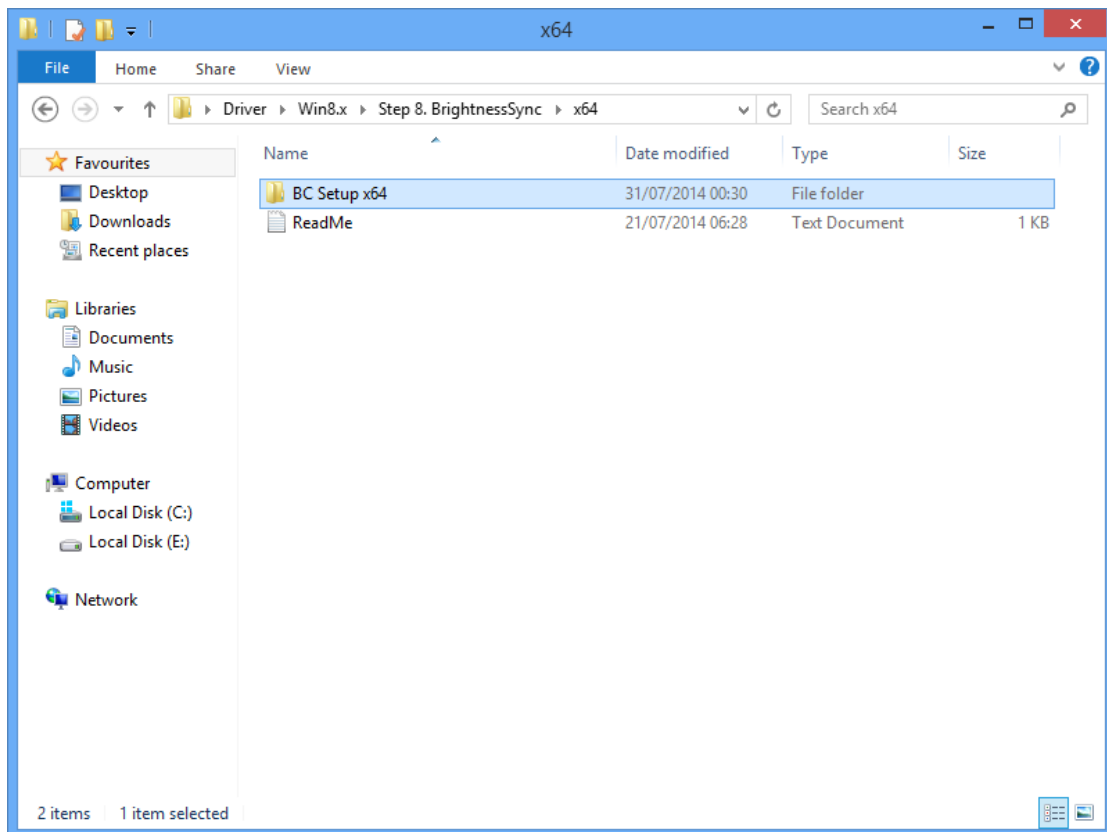 x64
File Home Share View
Driver Win8.x Step 8. BrightnessSync x64 Search x64
Name Date modified Type Size
Favourites
Desktop
Downloads
Recent places
Libraries
Documents
Music
Pictures
Videos
Computer
Local Disk (C:)
Local Disk (E:)
Network
BC Setup x64 31/07/2014 00:30 File folder
ReadMe 21/07/2014 06:28 Text Document 1 KB
2 items 1 item selected